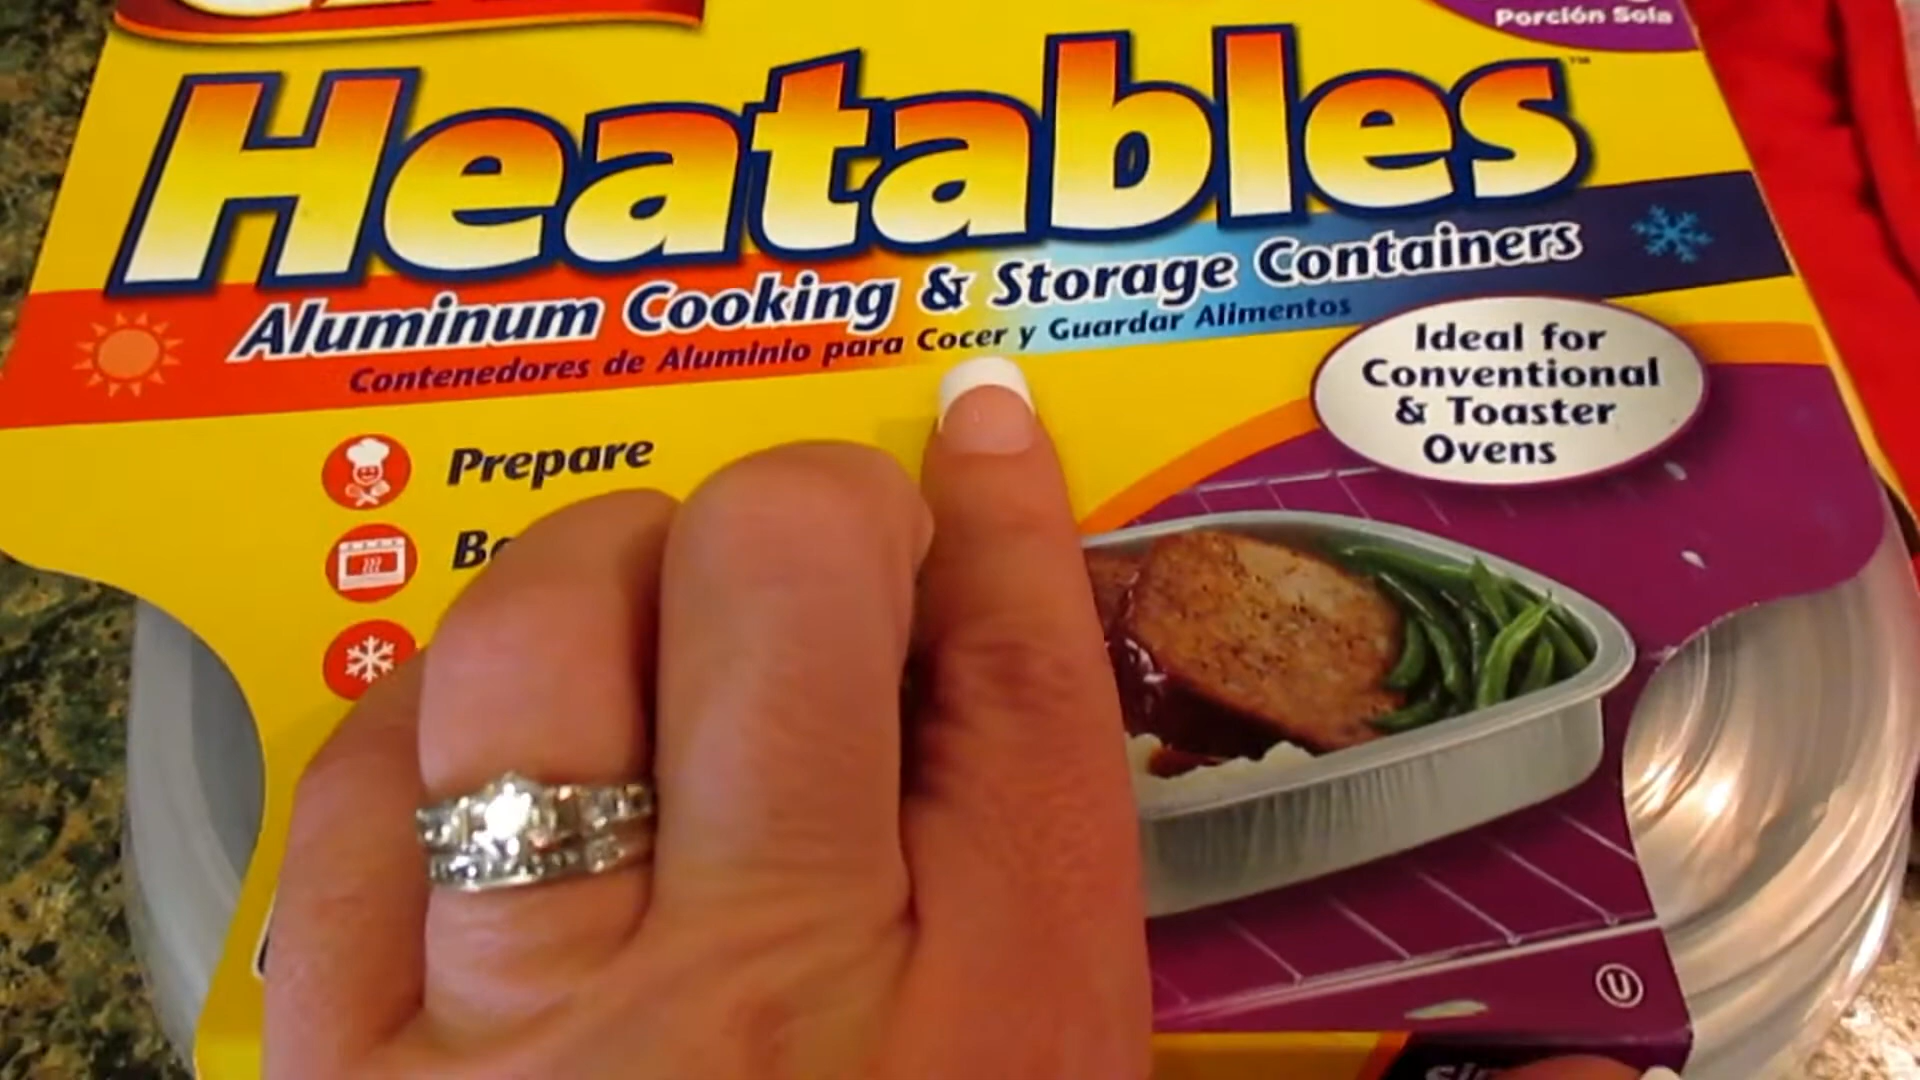 Porción Sola
Heatables™
Aluminum Cooking & Storage Containers
Contenedores de Aluminio para Cocer y Guardar Alimentos
Ideal for
Conventional
& Toaster
Ovens
Prepare
U